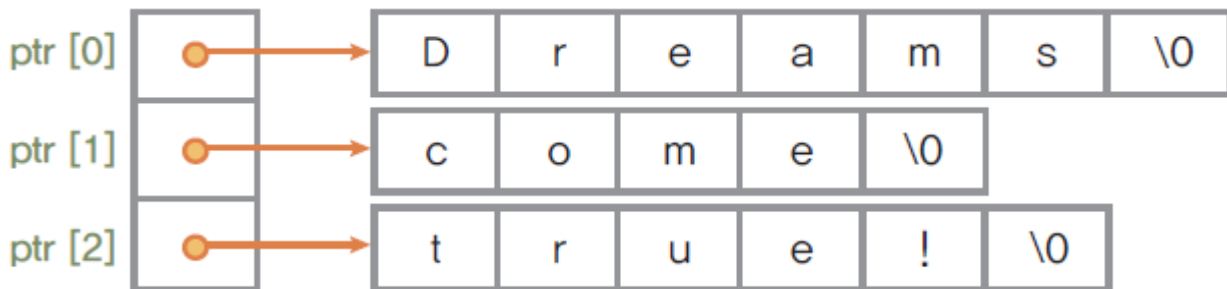 ptr [0] D r e a m s \0
ptr [1] c o m e \0
ptr [2] t r u e ! \0